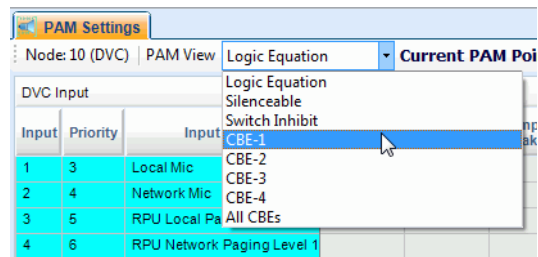 PAM Settings
Node: 10 (DVC) PAM View Logic Equation Current PAM Poi
DVC Input
Logic Equation
Silenceable
Switch Inhibit
CBE-1
CBE-2
CBE-3
CBE-4
All CBEs
Input Priority Input
1 3 Local Mic
2 4 Network Mic
3 5 RPU Local Pa
4 6 RPU Network Paging Level 1